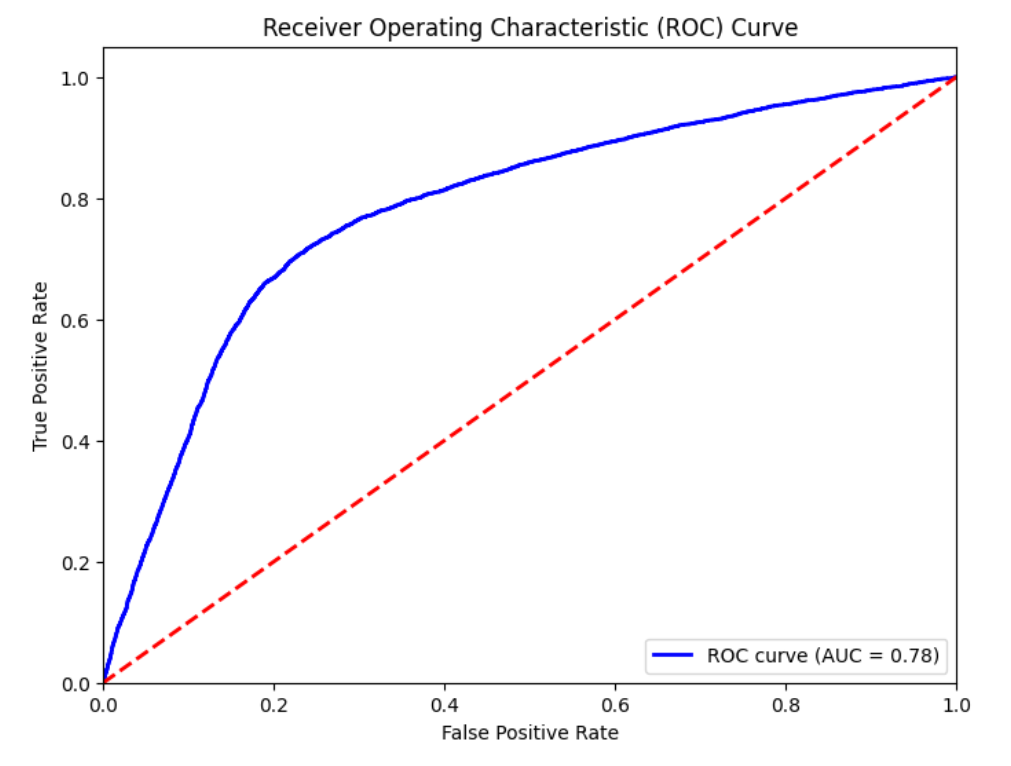 Receiver Operating Characteristic (ROC) Curve
True Positive Rate
1.0
0.8
0.6
0.4
0.2
0.0
ROC curve (AUC = 0.78)
0.0 0.2 0.4 0.6 0.8 1.0
False Positive Rate